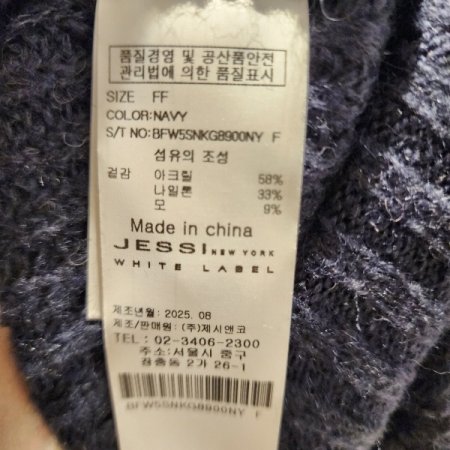 품질경영 및 공산품안전
관리법에 의한 품질표시
SIZE FF
COLOR:NAVY
S/T NO:BFW5SNKG8900NY F
섬유의 조성
겉감 아크릴 58%
나일론 33%
모 9%
Made in china
JESSI NEW YORK
WHITE LABEL
제조년월: 2025. 08
제조/판매원: (주)제시앤코
TEL: 02-3406-2300
주소:서울시 중구
장충동 2가 26-1
BFW5SNKG8900NY F